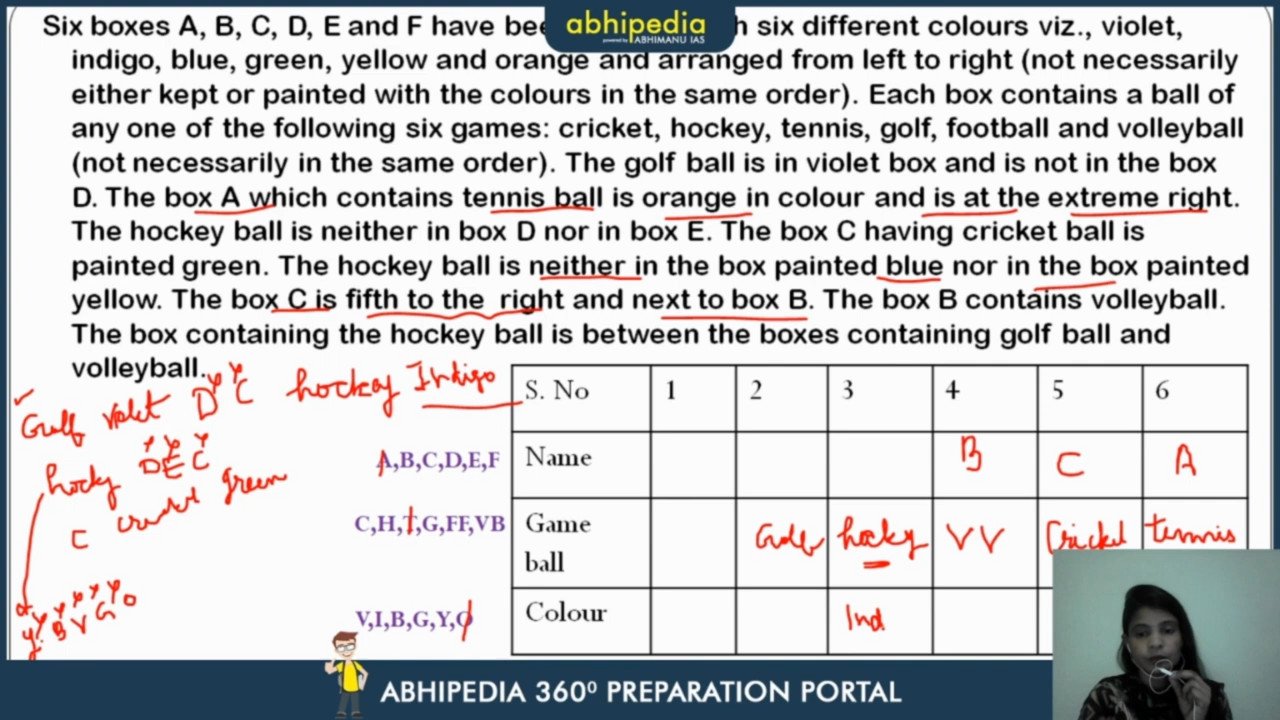 abhipedia
powered by ABHIMANU IAS
Six boxes A, B, C, D, E and F have bee h six different colours viz., violet,
indigo, blue, green, yellow and orange and arranged from left to right (not necessarily
either kept or painted with the colours in the same order). Each box contains a ball of
any one of the following six games: cricket, hockey, tennis, golf, football and volleyball
(not necessarily in the same order). The golf ball is in violet box and is not in the box
D. The box A which contains tennis ball is orange in colour and is at the extreme right.
The hockey ball is neither in box D nor in box E. The box C having cricket ball is
painted green. The hockey ball is neither in the box painted blue nor in the box painted
yellow. The box C is fifth to the right and next to box B. The box B contains volleyball.
The box containing the hockey ball is between the boxes containing golf ball and
volleyball.
Golf violet D C hockey Indigo
hocky D E C
C cricket green
y B V G O
A,B,C,D,E,F
C,H,T,G,FF,VB
V,I,B,G,Y,O
S. No 1 2 3 4 5 6
Name B C A
Game ball Golf hocky VV Cricket tennis
Colour Ind
ABHIPEDIA 360⁰ PREPARATION PORTAL